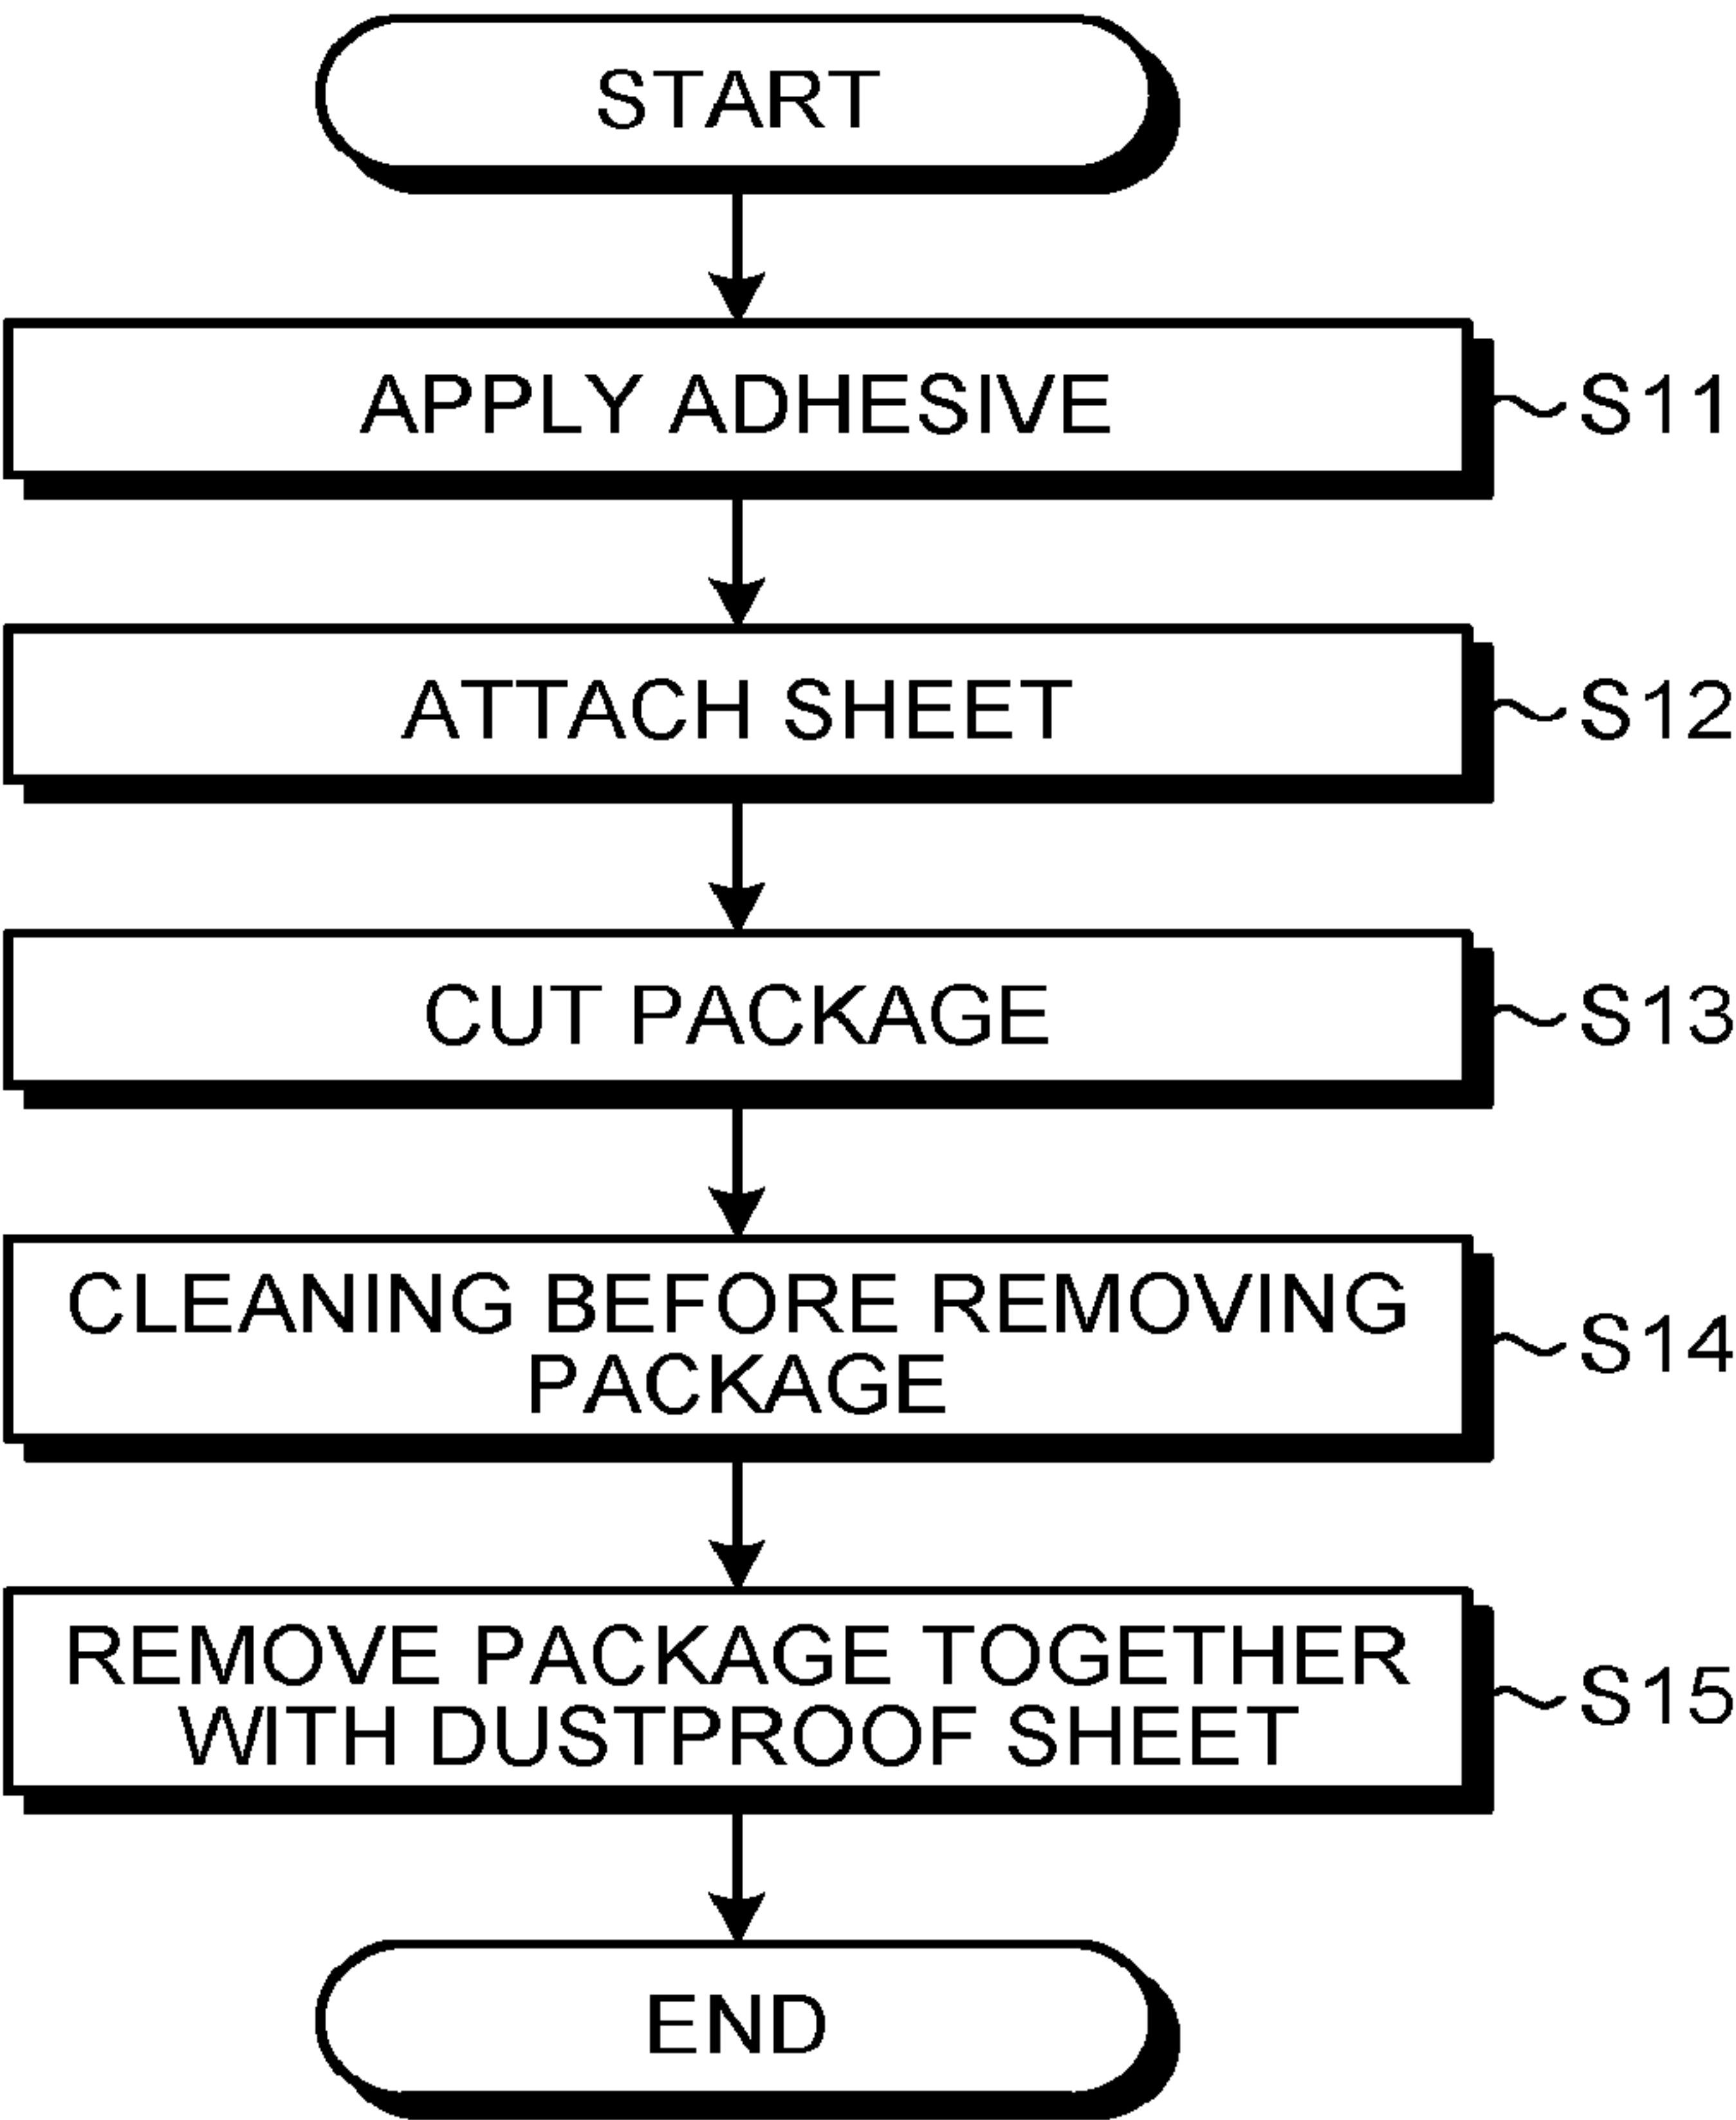 START
APPLY ADHESIVE
S11
ATTACH SHEET
S12
CUT PACKAGE
S13
CLEANING BEFORE REMOVING
PACKAGE
S14
REMOVE PACKAGE TOGETHER
WITH DUSTPROOF SHEET
S15
END